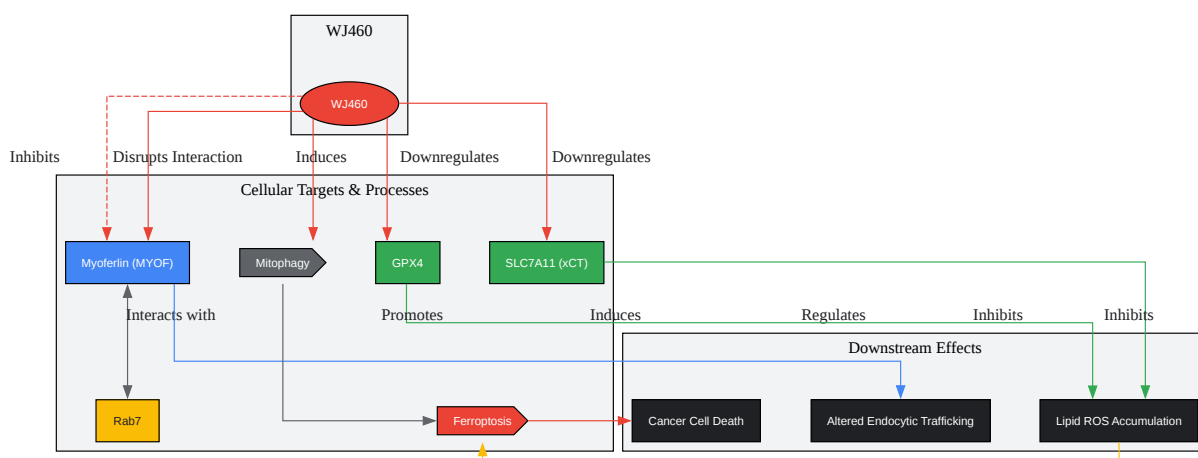 WJ460
WJ460
Inhibits
Disrupts Interaction
Induces
Downregulates
Downregulates
Cellular Targets & Processes
Myoferlin (MYOF)
Mitophagy
GPX4
SLC7A11 (xCT)
Interacts with
Promotes
Induces
Regulates
Inhibits
Inhibits
Downstream Effects
Rab7
Ferroptosis
Cancer Cell Death
Altered Endocytic Trafficking
Lipid ROS Accumulation